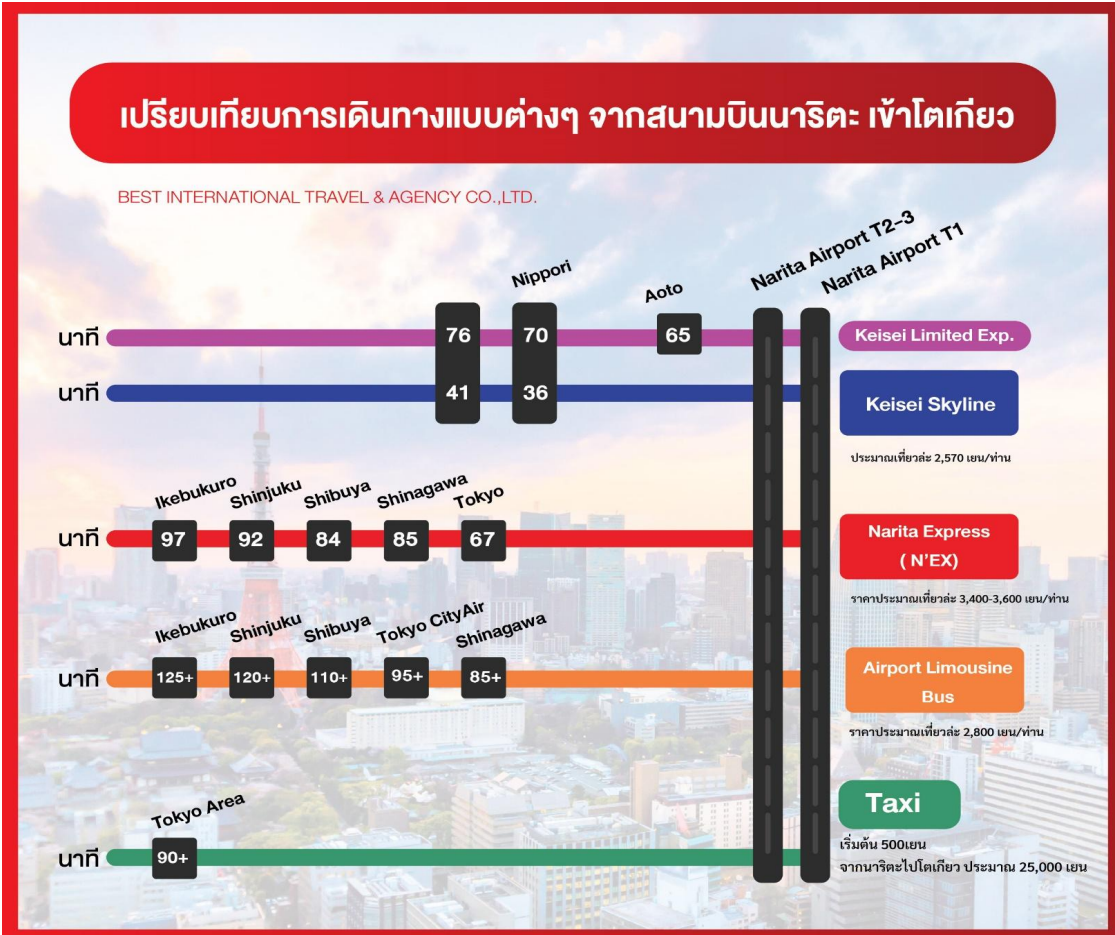 เปรียบเทียบการเดินทางแบบต่างๆ จากสนามบินนาริตะ เข้าโตเกียว
BEST INTERNATIONAL TRAVEL & AGENCY CO.,LTD.
Nippori
Aoto
Narita Airport T2-3
Narita Airport T1
นาที
76
70
65
Keisei Limited Exp.
นาที
41
36
Keisei Skyline
ประมาณเที่ยวล่ะ 2,570 เยน/ท่าน
Ikebukuro
Shinjuku
Shibuya
Shinagawa
Tokyo
นาที
97
92
84
85
67
Narita Express
( N'EX)
ราคาประมาณเที่ยวล่ะ 3,400-3,600 เยน/ท่าน
Ikebukuro
Shinjuku
Shibuya
Tokyo CityAir
Shinagawa
นาที
125+
120+
110+
95+
85+
Airport Limousine
Bus
ราคาประมาณเที่ยวล่ะ 2,800 เยน/ท่าน
Tokyo Area
นาที
90+
Taxi
เริ่มต้น 500เยน
จากนาริตะไปโตเกียว ประมาณ 25,000 เยน